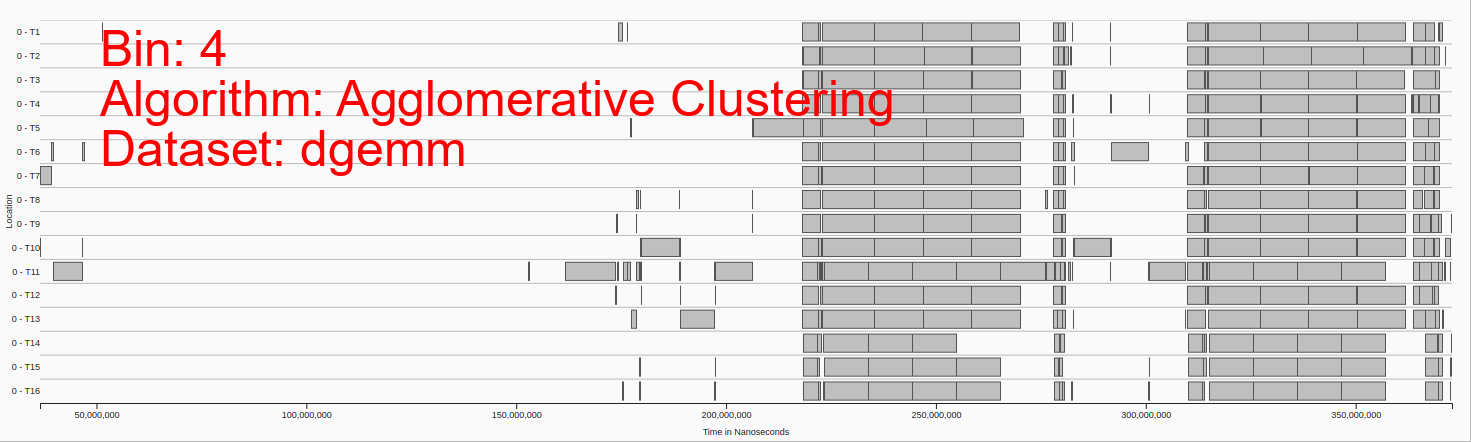 Bin: 4
Algorithm: Agglomerative Clustering
Dataset: dgemm
Location
0 - T1
0 - T2
0 - T3
0 - T4
0 - T5
0 - T6
0 - T7
0 - T8
0 - T9
0 - T10
0 - T11
0 - T12
0 - T13
0 - T14
0 - T15
0 - T16
50,000,000 100,000,000 150,000,000 200,000,000 250,000,000 300,000,000 350,000,000
Time in Nanoseconds